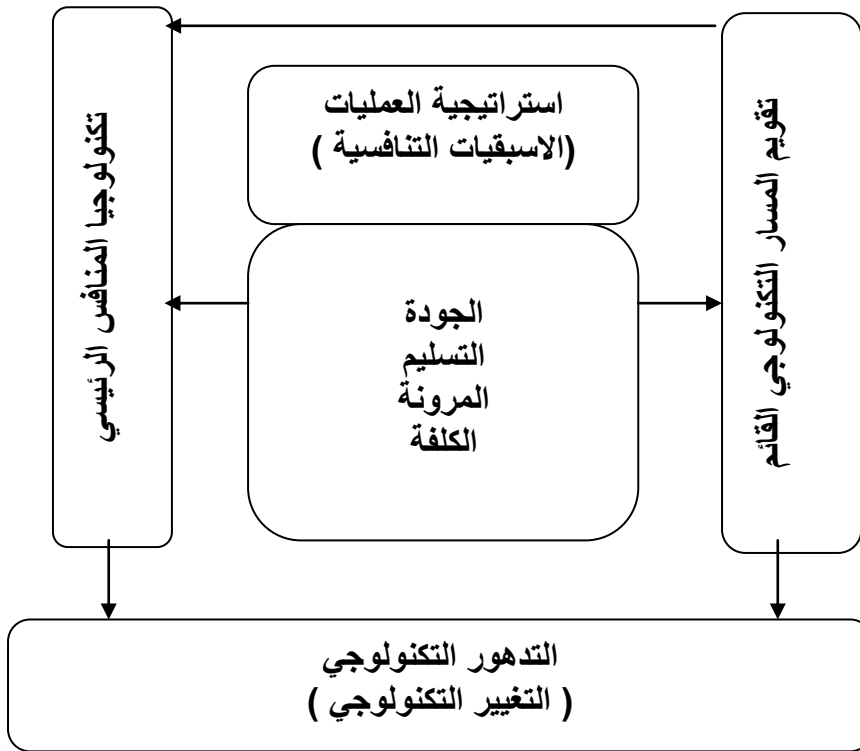 استراتيجية العمليات
(الاسبقيات التنافسية )
تقويم المسار التكنولوجي القائم
الجودة
التسليم
المرونة
الكلفة
تكنولوجيا المنافس الرئيسي
التدهور التكنولوجي
( التغيير التكنولوجي )